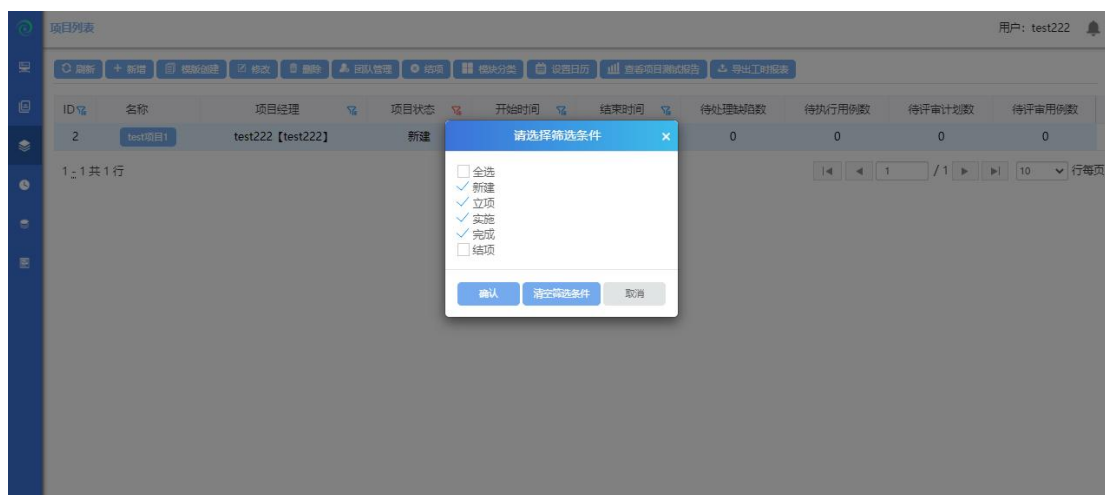 项目列表
用户：test222
刷新 新增 模版创建 修改 删除 团队管理 结项 模块分类 设置日历 查看项目测试报告 导出工时报表
ID 名称 项目经理 项目状态 开始时间 结束时间 待处理缺陷数 待执行用例数 待评审计划数 待评审用例数
2 test项目1 test222【test222】 新建 0 0 0 0
1 - 1 共 1 行
1 / 1 10 行每页
请选择筛选条件 ×
全选
新建
立项
实施
完成
结项
确认 清空筛选条件 取消